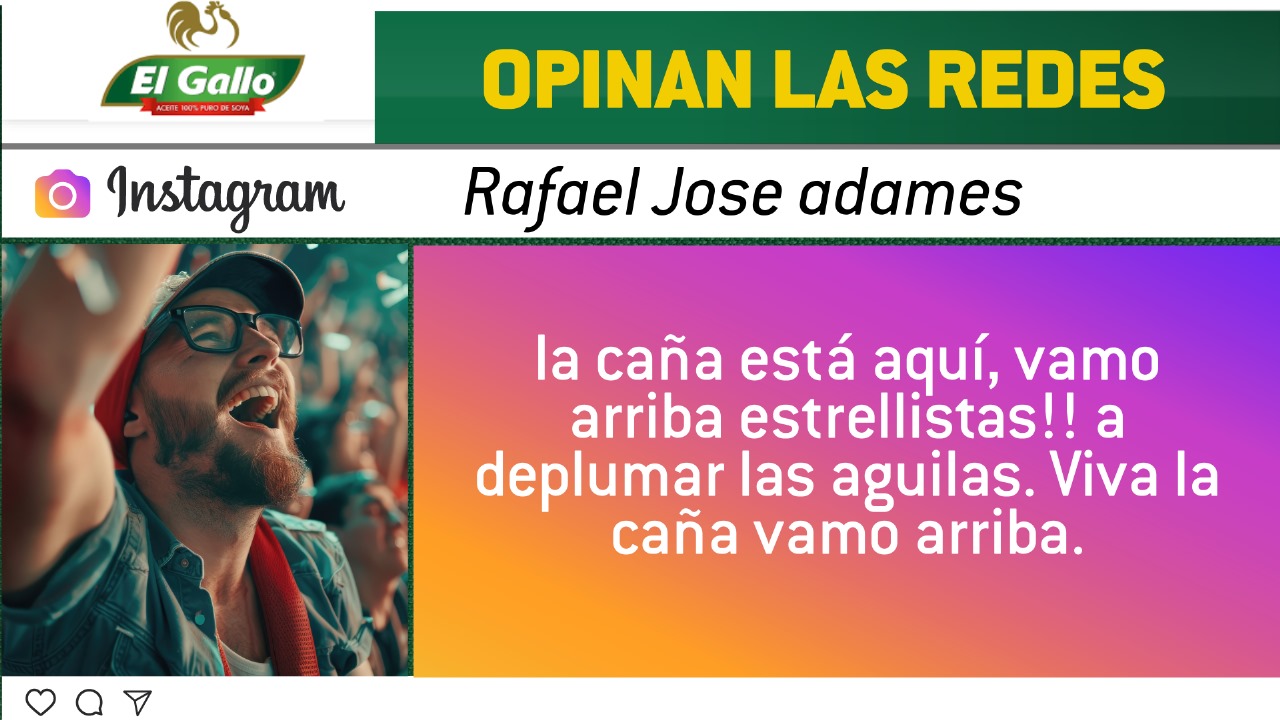 El Gallo
ACEITE 100% PURO DE SOYA
OPINAN LAS REDES
Instagram
Rafael Jose adames
la caña está aquí, vamo
arriba estrellistas!! a
deplumar las aguilas. Viva la
caña vamo arriba.